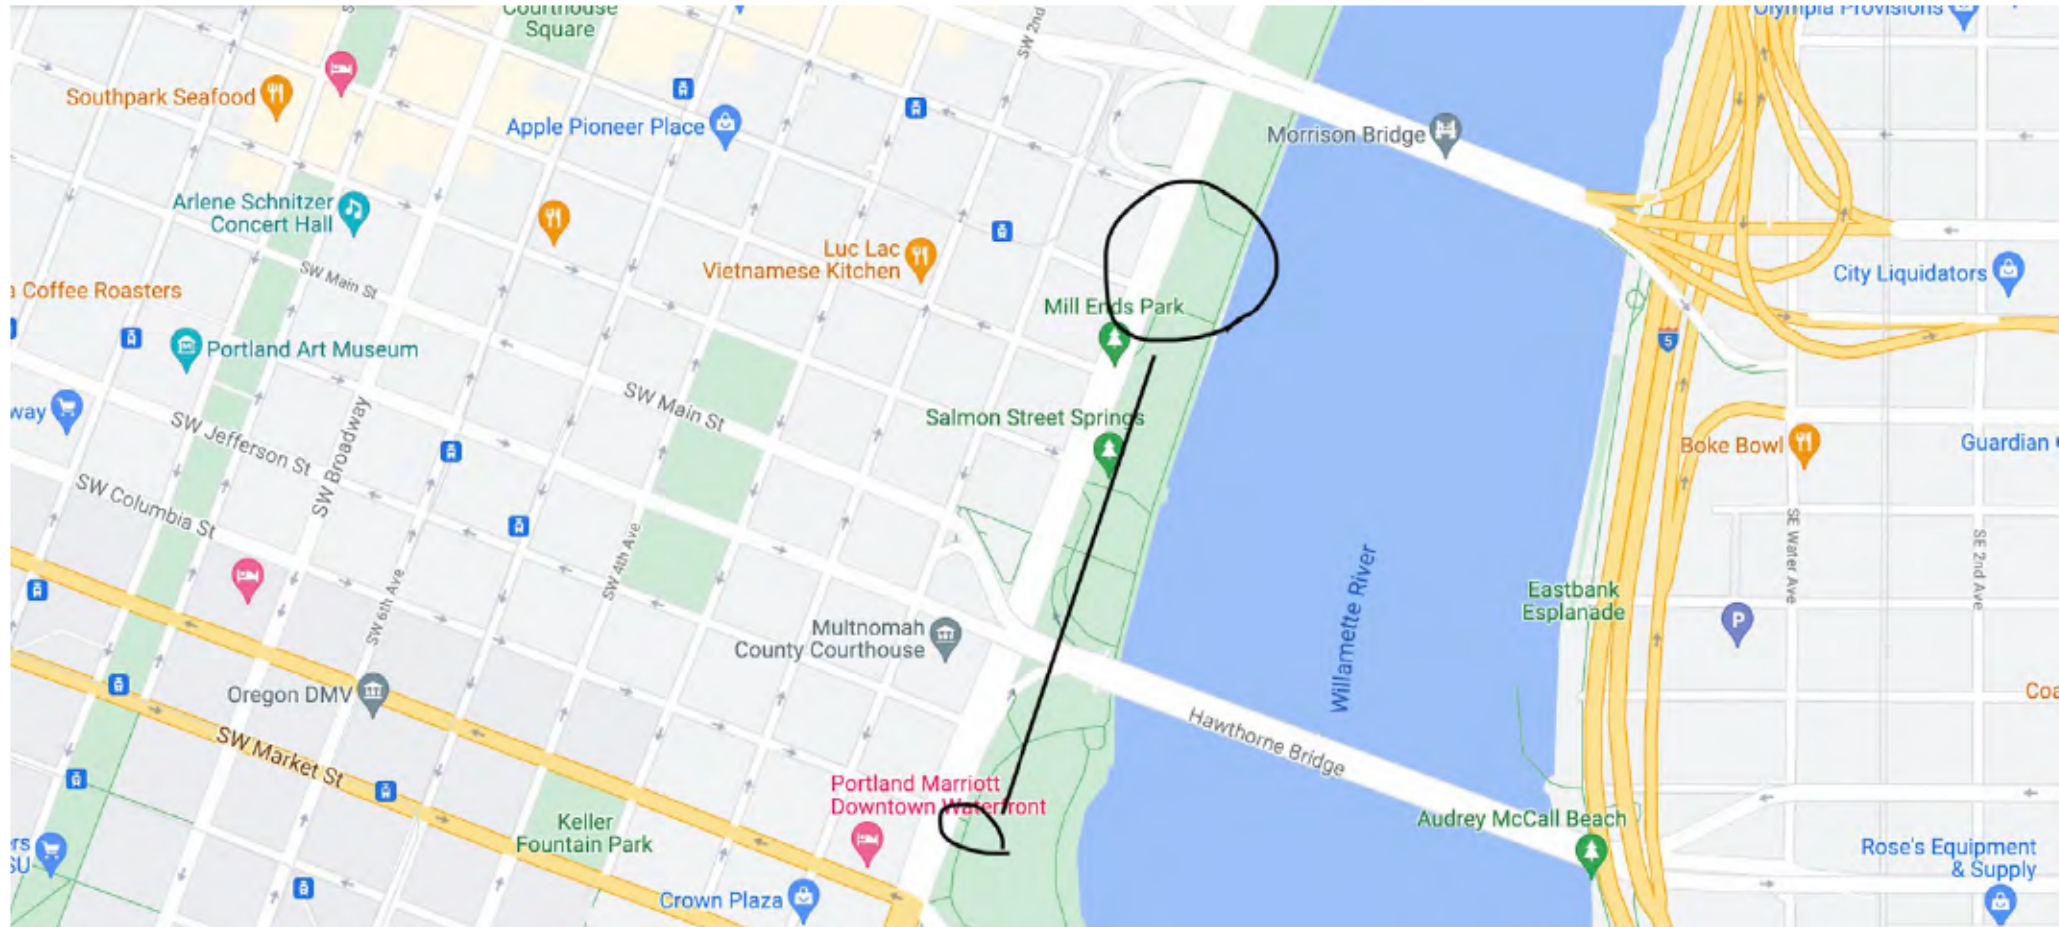 Courthouse
Square
SW 2nd
Olympia Provisions
Southpark Seafood
Apple Pioneer Place
Morrison Bridge
Arlene Schnitzer
Concert Hall
Luc Lac
Vietnamese Kitchen
City Liquidators
SW Main St
a Coffee Roasters
Mill Ends Park
Portland Art Museum
5
way
SW Jefferson St
SW Broadway
SW Main St
Salmon Street Springs
Boke Bowl
Guardian
SW Columbia St
SW 4th Ave
SE Water Ave
SE 2nd Ave
Willamette River
Eastbank
Esplanade
P
SW 6th Ave
Multnomah
County Courthouse
Oregon DMV
Coa
Hawthorne Bridge
SW Market St
Portland Marriott
Downtown Waterfront
Audrey McCall Beach
Keller
Fountain Park
ers
SU
Rose's Equipment
& Supply
Crown Plaza